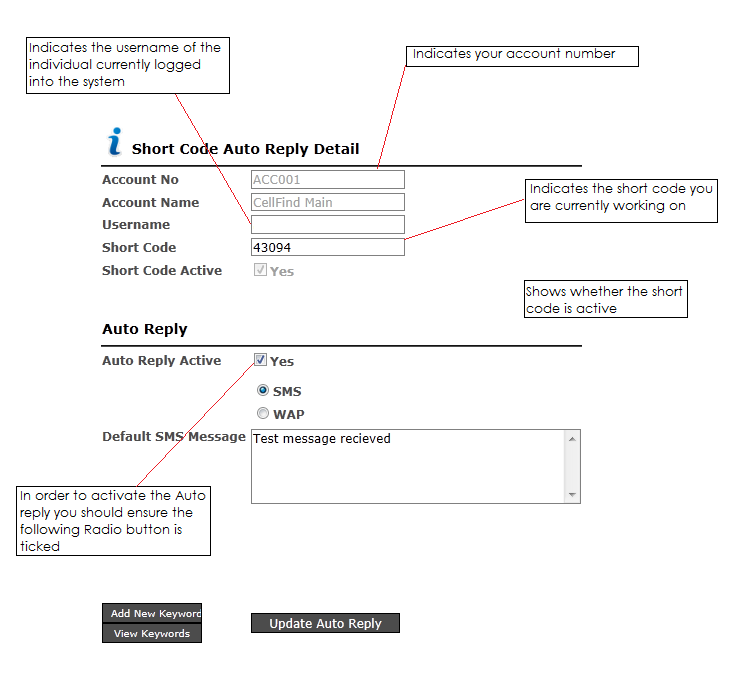 Indicates the username of the
individual currently logged
into the system
Indicates your account number
Short Code Auto Reply Detail
Account No
ACC001
Account Name
CellFind Main
Username
Short Code
43094
Short Code Active
Yes
Indicates the short code you
are currently working on
Shows whether the short
code is active
Auto Reply
Auto Reply Active
Yes
SMS
WAP
Default SMS Message
Test message recieved
In order to activate the Auto
reply you should ensure the
following Radio button is
ticked
Add New Keyword
View Keywords
Update Auto Reply